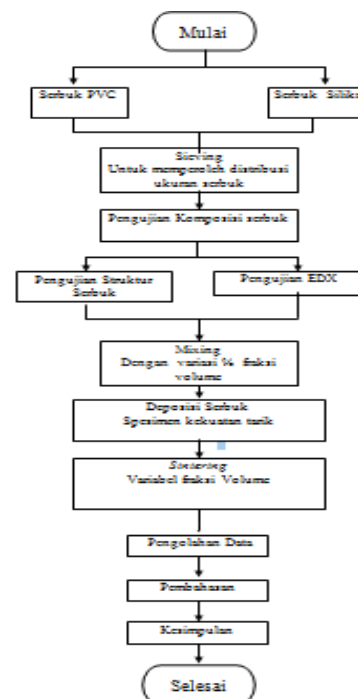 Mulai
Serbuk PVC
Serbuk Silika
Sieving
Untuk memperoleh distribusi
ukuran serbuk
Pengujian Komposisi serbuk
Pengujian Struktur
Serbuk
Pengujian EDX
Mixing
Dengan variasi % fraksi
volume
Deposisi Serbuk
Spesimen kekuatan tarik
Sintering
Variabel fraksi Volume
Pengolahan Data
Pembahasan
Kesimpulan
Selesai